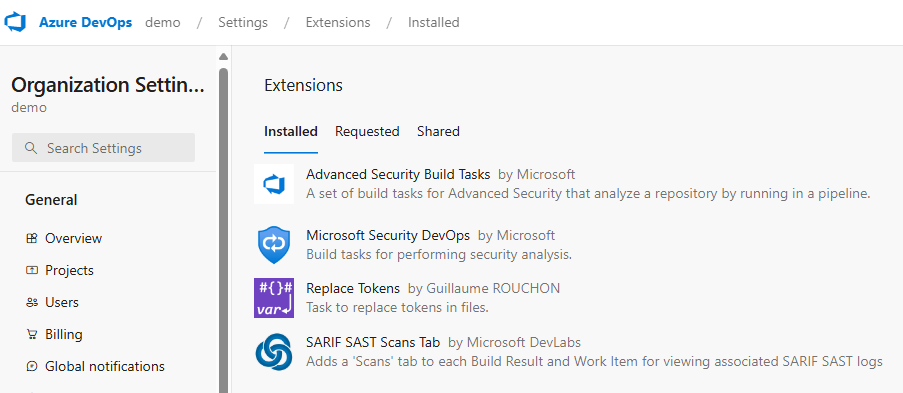 Azure DevOps demo / Settings / Extensions / Installed
Organization Settin...
demo
Search Settings
General
Overview
Projects
Users
Billing
Global notifications
Extensions
Installed Requested Shared
Advanced Security Build Tasks by Microsoft
A set of build tasks for Advanced Security that analyze a repository by running in a pipeline.
Microsoft Security DevOps by Microsoft
Build tasks for performing security analysis.
#{}#
var
Replace Tokens by Guillaume ROUCHON
Task to replace tokens in files.
SARIF SAST Scans Tab by Microsoft DevLabs
Adds a 'Scans' tab to each Build Result and Work Item for viewing associated SARIF SAST logs